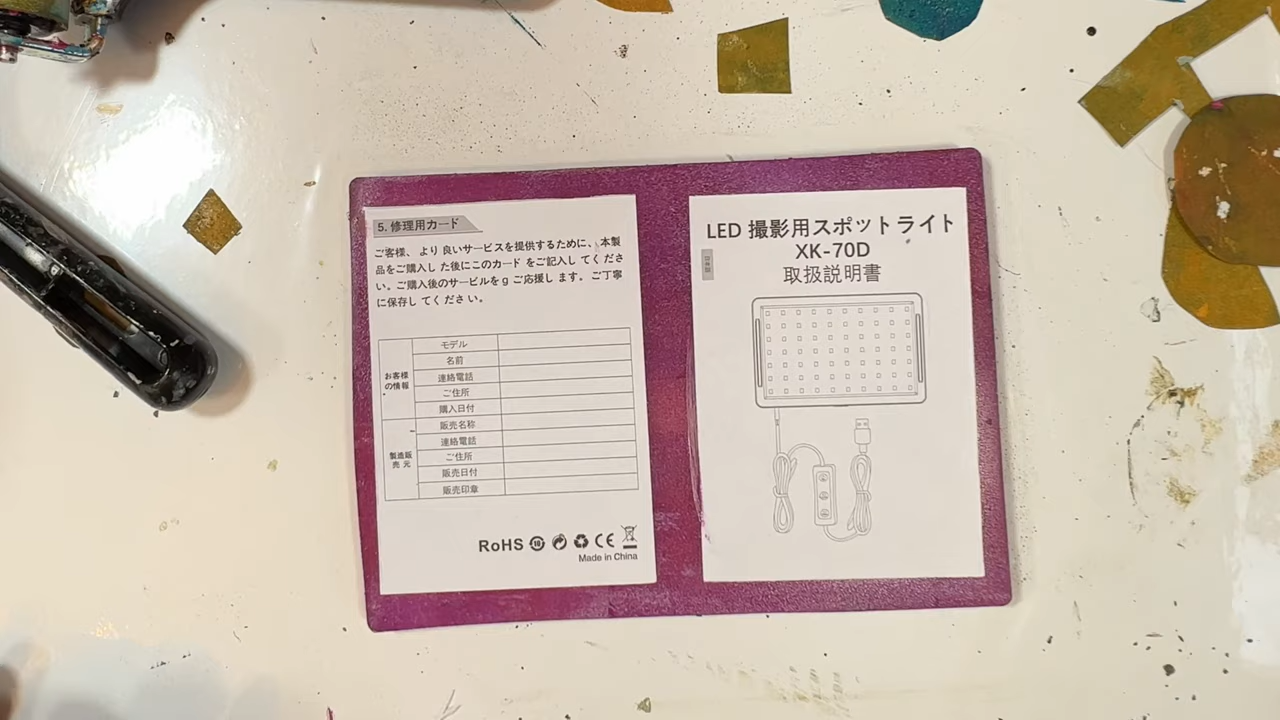 5. 修理用カード
ご客様、 より 良いサービスを提供するために、本製
品をご購入し た後にこのカード をご記入し てくださ
い。ご購入後のサービルをg ご応援し ます。ご丁寧
に保存し てくださ い。
お客様
の情報
モデル
名前
連絡電話
ご住所
購入日付
製造販
売 元
販売名称
連絡電話
ご住所
販売日付
販売印章
RoHS 10 CE
Made in China
LED 撮影用スポットライト
XK-70D
取扱説明書
日本語